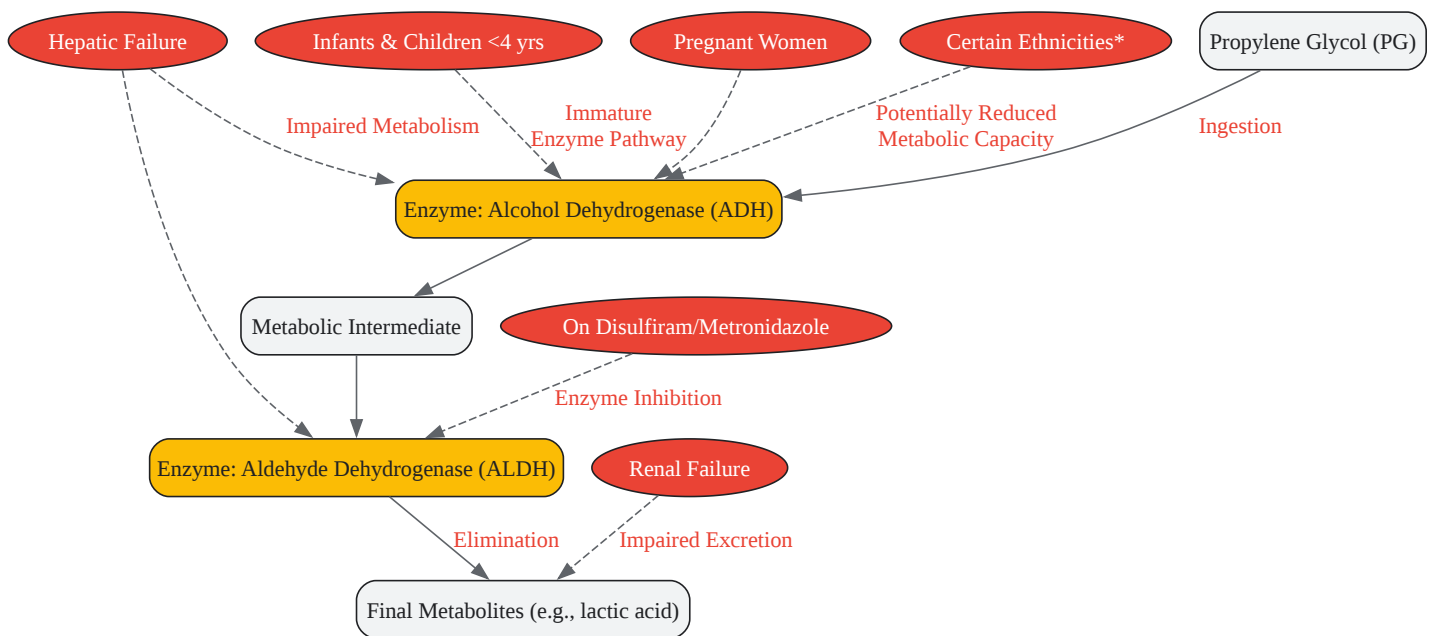 Hepatic Failure
Infants & Children <4 yrs
Pregnant Women
Certain Ethnicities*
Propylene Glycol (PG)
Impaired Metabolism
Immature
Enzyme Pathway
Potentially Reduced
Metabolic Capacity
Ingestion
Enzyme: Alcohol Dehydrogenase (ADH)
Metabolic Intermediate
On Disulfiram/Metronidazole
Enzyme Inhibition
Enzyme: Aldehyde Dehydrogenase (ALDH)
Renal Failure
Elimination
Impaired Excretion
Final Metabolites (e.g., lactic acid)